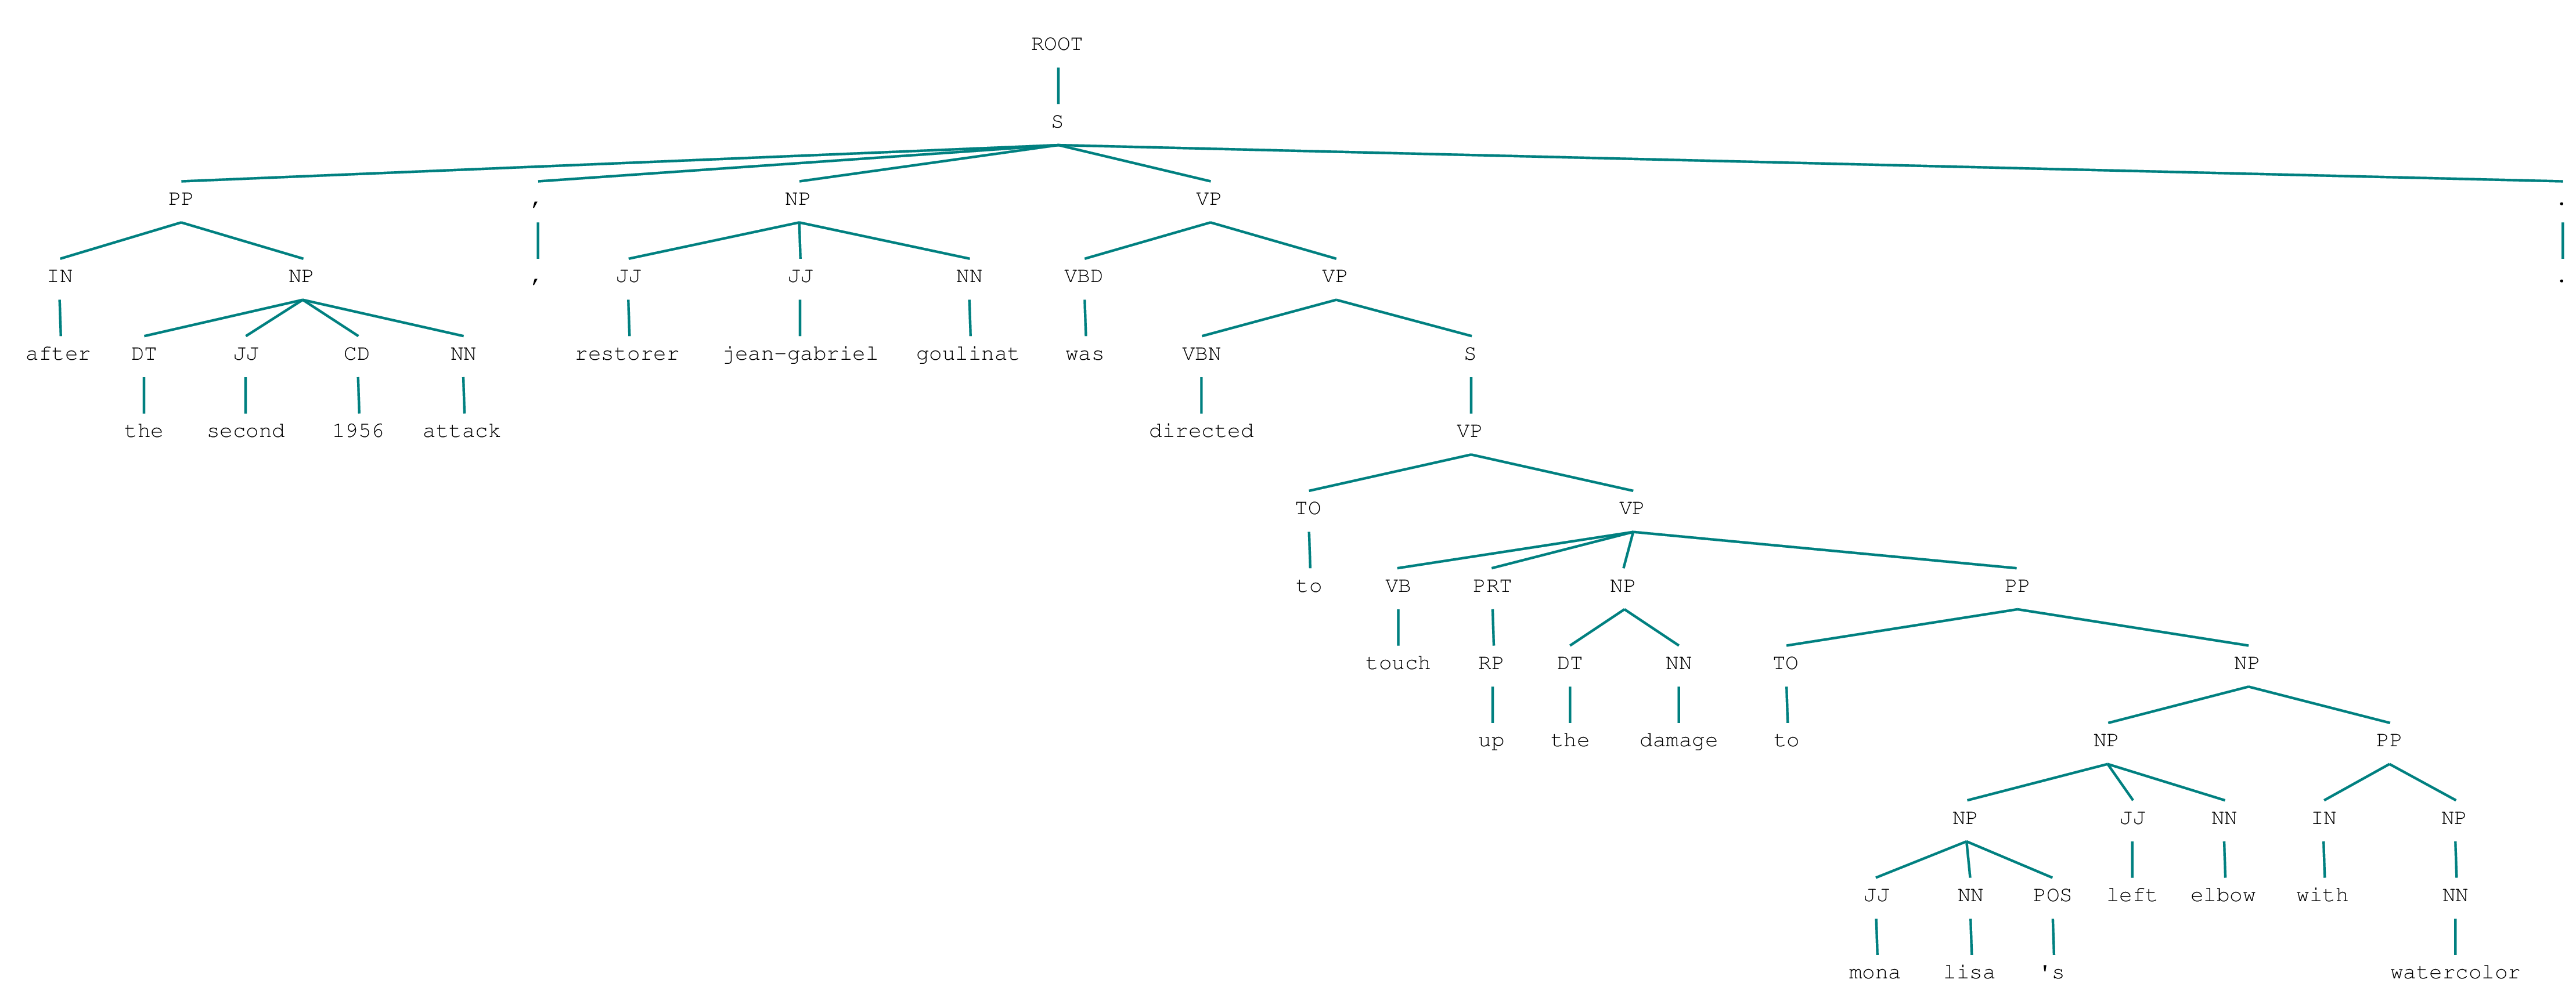 ROOT
S
PP , NP VP .
IN NP , JJ JJ NN VBD VP .
after DT JJ CD NN restorer jean-gabriel goulinat was VBN S
the second 1956 attack directed VP
TO VP
to VB PRT NP PP
touch RP DT NN TO NP
up the damage to NP PP
NP JJ NN IN NP
JJ NN POS left elbow with NN
mona lisa 's watercolor